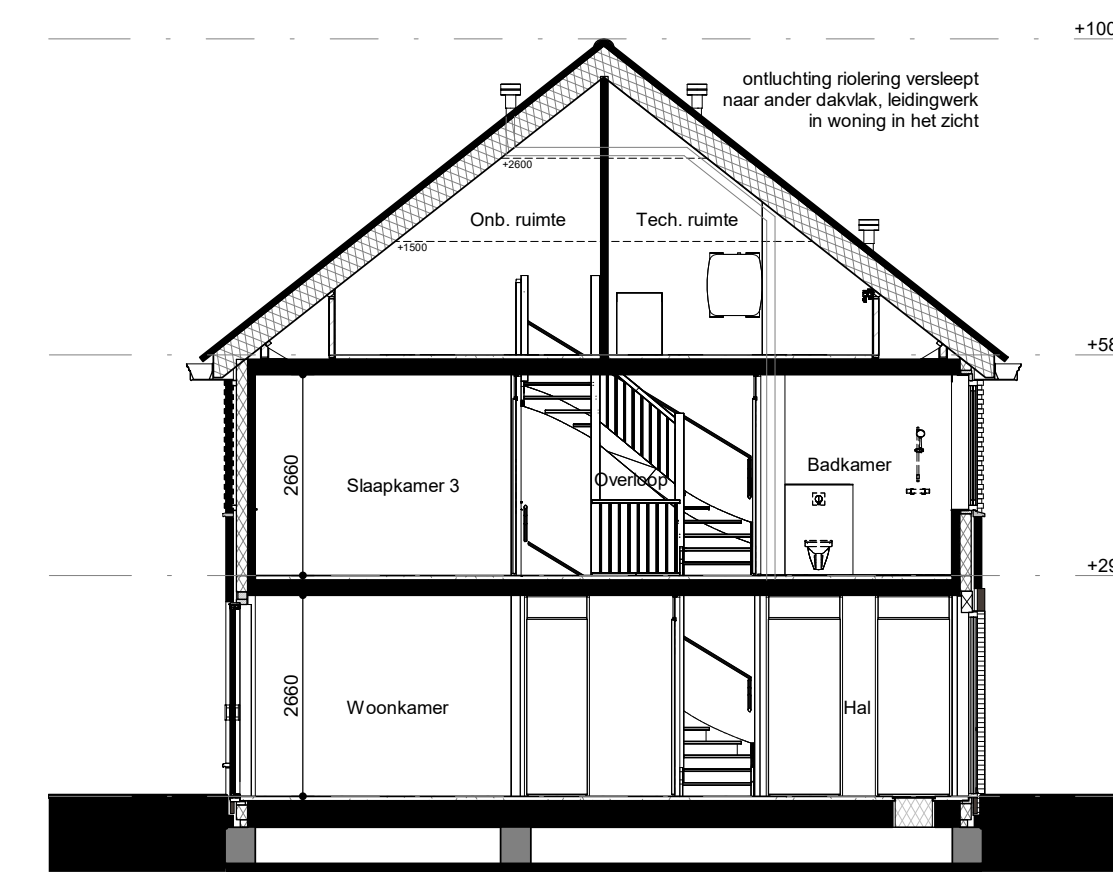 +100
ontluchting riolering versleept
naar ander dakvlak, leidingwerk
in woning in het zicht
+2600
Onb. ruimte
Tech. ruimte
+1500
+58
2660
Slaapkamer 3
Overloop
Badkamer
+29
2660
Woonkamer
Hal